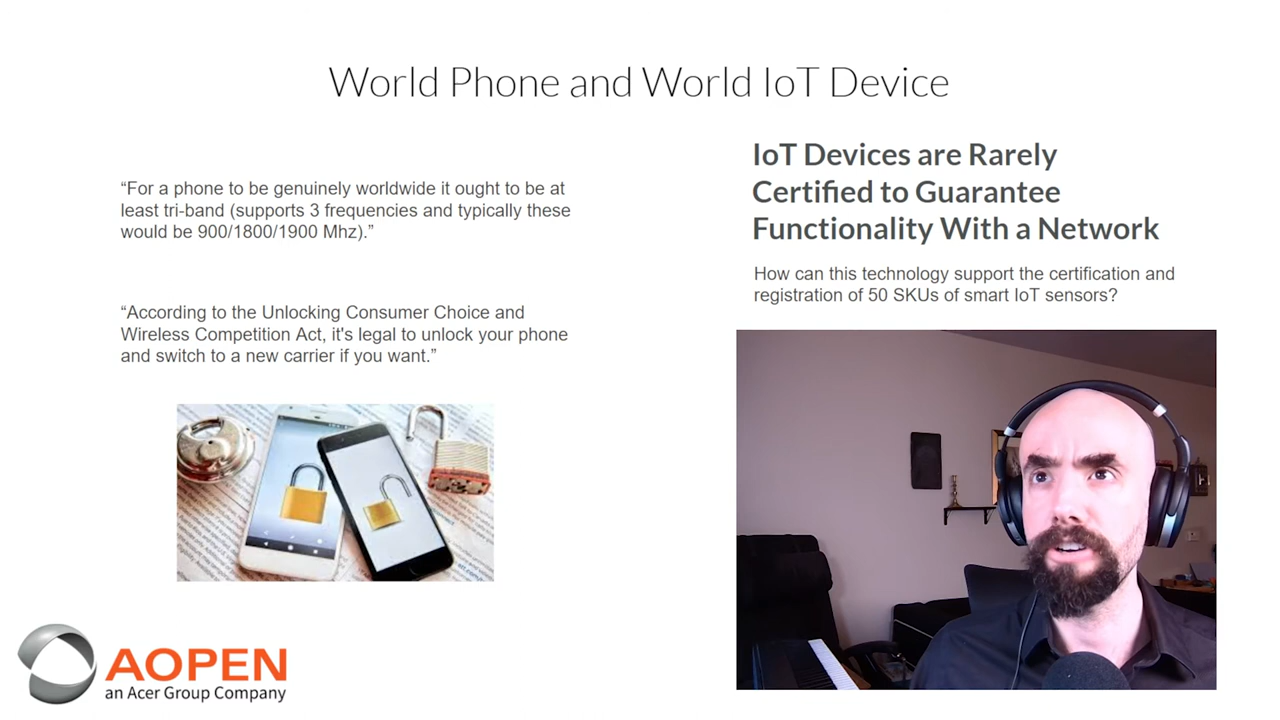 World Phone and World IoT Device
“For a phone to be genuinely worldwide it ought to be at
least tri-band (supports 3 frequencies and typically these
would be 900/1800/1900 Mhz).”
“According to the Unlocking Consumer Choice and
Wireless Competition Act, it's legal to unlock your phone
and switch to a new carrier if you want.”
IoT Devices are Rarely
Certified to Guarantee
Functionality With a Network
How can this technology support the certification and
registration of 50 SKUs of smart IoT sensors?
AOPEN
an Acer Group Company